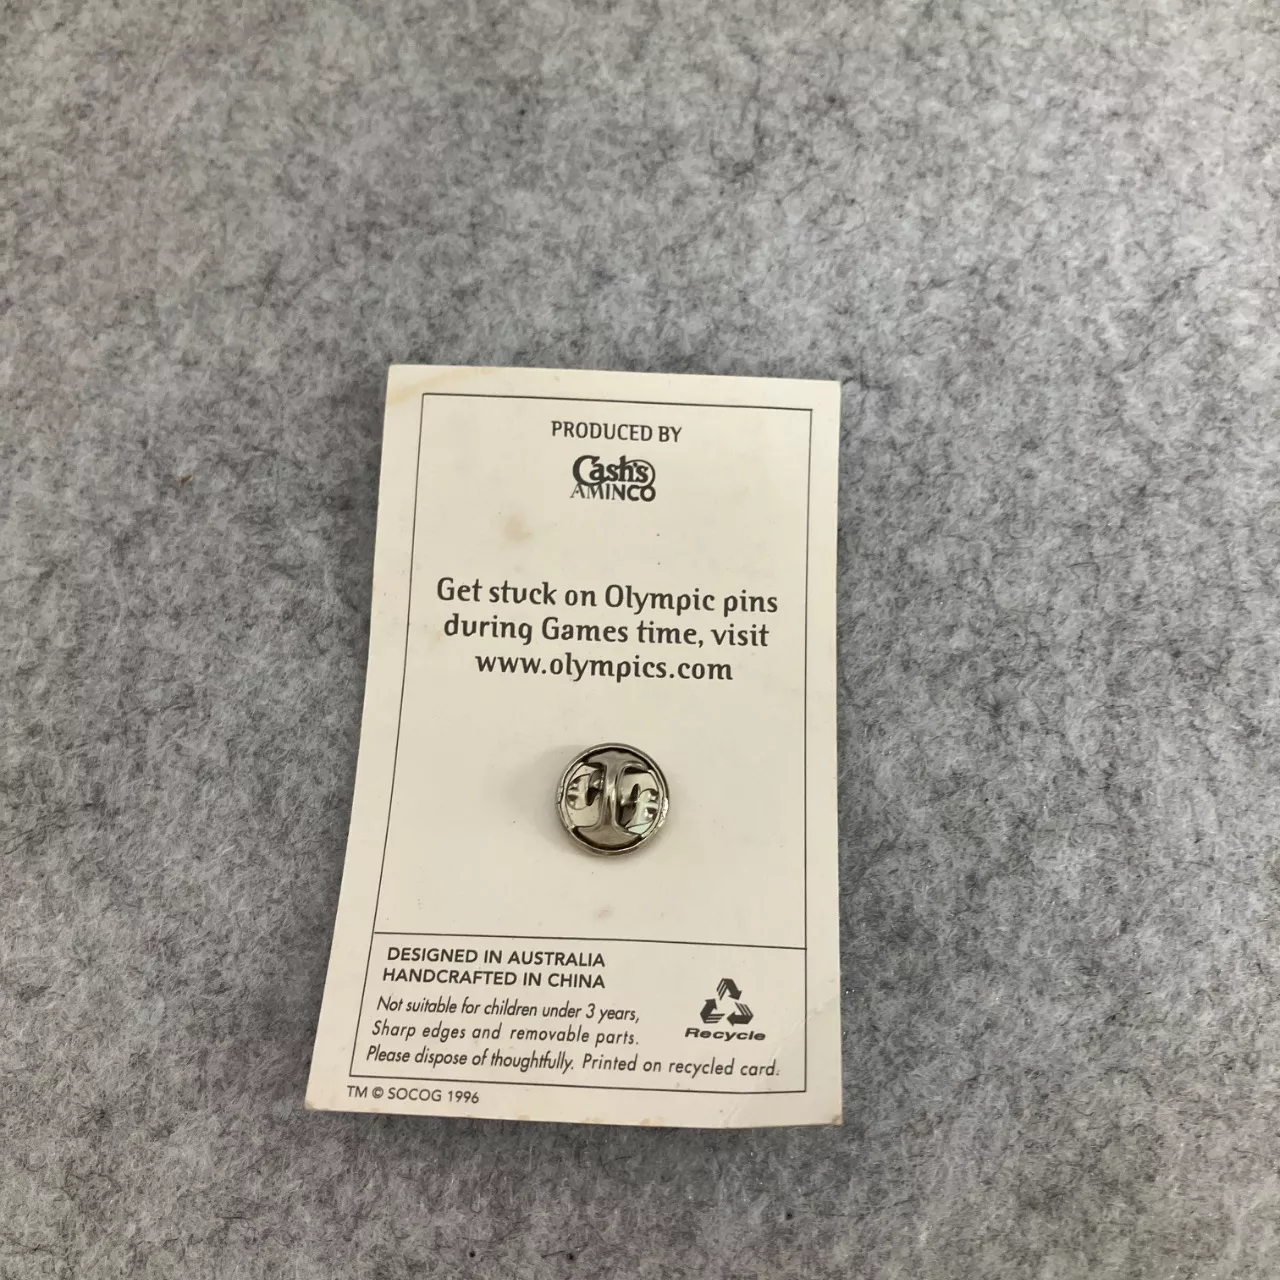 PRODUCED BY
Cash's
AMINCO
Get stuck on Olympic pins
during Games time, visit
www.olympics.com
DESIGNED IN AUSTRALIA
HANDCRAFTED IN CHINA
Not suitable for children under 3 years,
Sharp edges and removable parts.
Please dispose of thoughtfully. Printed on recycled card.
Recycle
TM © SOCOG 1996